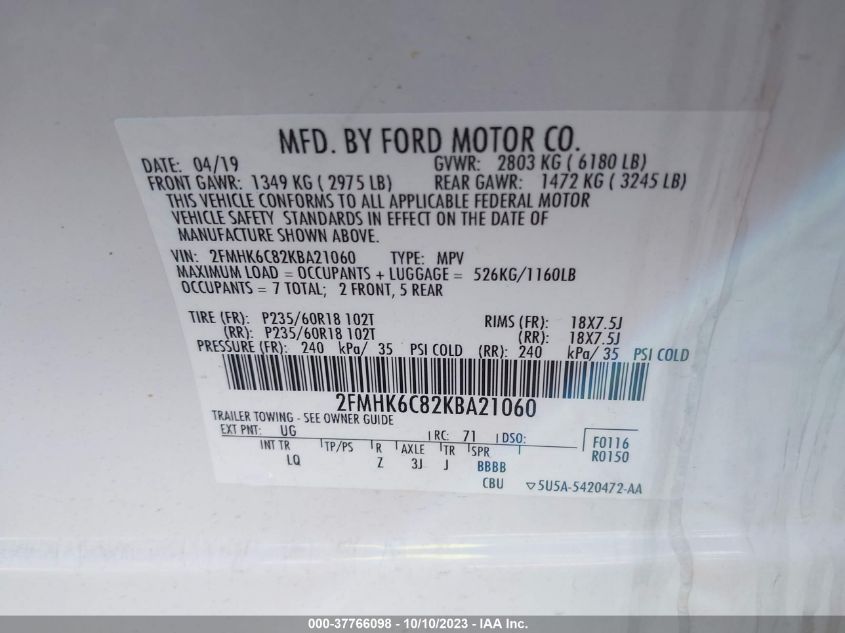 MFD. BY FORD MOTOR CO.
DATE: 04/19 GVWR: 2803 KG ( 6180 LB)
FRONT GAWR: 1349 KG ( 2975 LB) REAR GAWR: 1472 KG ( 3245 LB)
THIS VEHICLE CONFORMS TO ALL APPLICABLE FEDERAL MOTOR
VEHICLE SAFETY STANDARDS IN EFFECT ON THE DATE OF
MANUFACTURE SHOWN ABOVE.
VIN: 2FMHK6C82KBA21060 TYPE: MPV
MAXIMUM LOAD = OCCUPANTS + LUGGAGE = 526KG/1160LB
OCCUPANTS = 7 TOTAL; 2 FRONT, 5 REAR
TIRE (FR): P235/60R18 102T RIMS (FR): 18X7.5J
(RR): P235/60R18 102T (RR): 18X7.5J
PRESSURE (FR): 240 kPa/ 35 PSI COLD (RR): 240 kPa/ 35 PSI COLD
2FMHK6C82KBA21060
TRAILER TOWING - SEE OWNER GUIDE
EXT PNT: UG RC: 71 DSO: F0116
INT TR TP/PS R AXLE TR SPR R0150
LQ Z 3J J BBBB
CBU ▽5U5A-5420472-AA
000-37766098 - 10/10/2023 - IAA Inc.